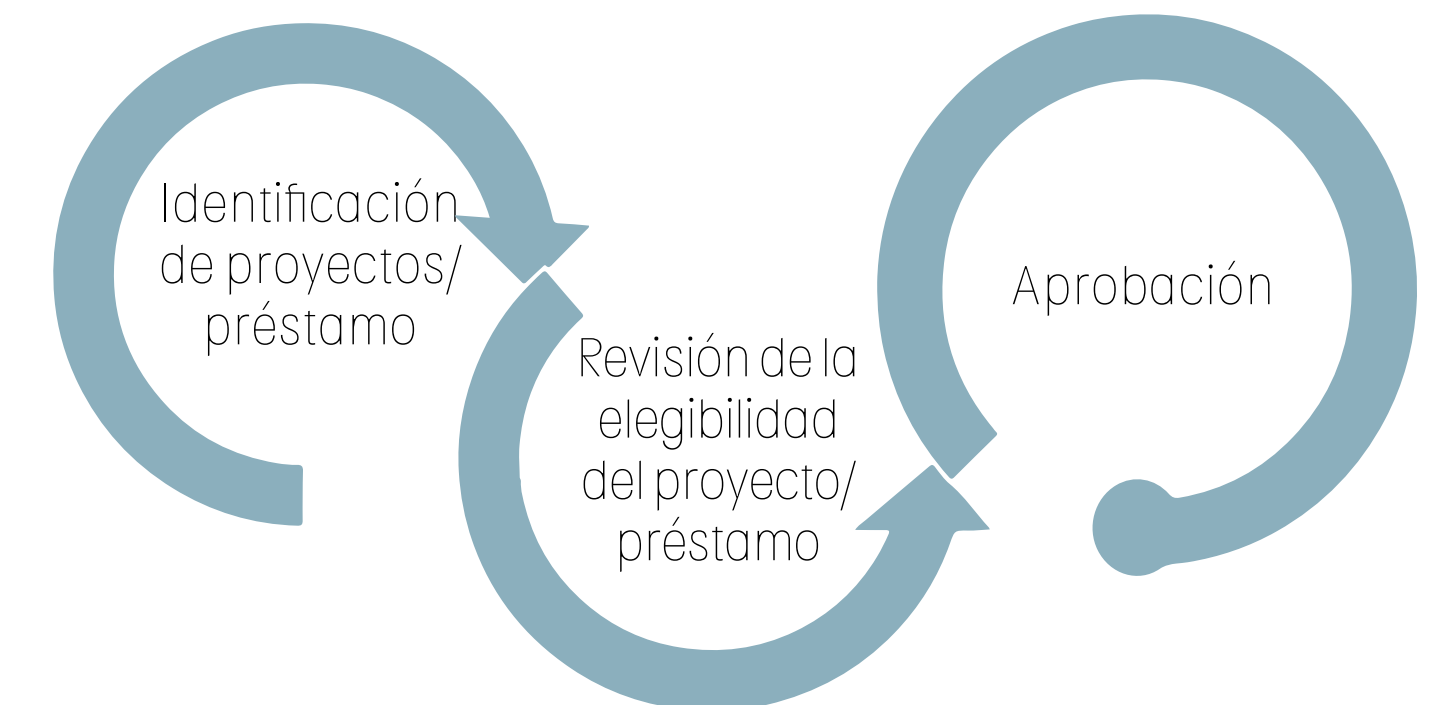 Identificación
de proyectos/
préstamo
Revisión de la
elegibilidad
del proyecto/
préstamo
Aprobación